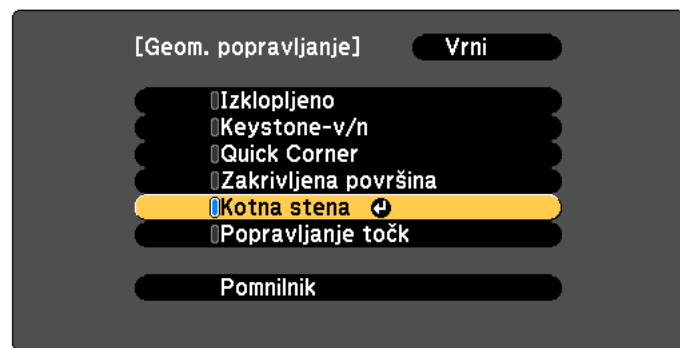 [Geom. popravljanje] Vrni
Izklopljeno
Keystone-v/n
Quick Corner
Zakrivljena površina
Kotna stena
Popravljanje točk
Pomnilnik